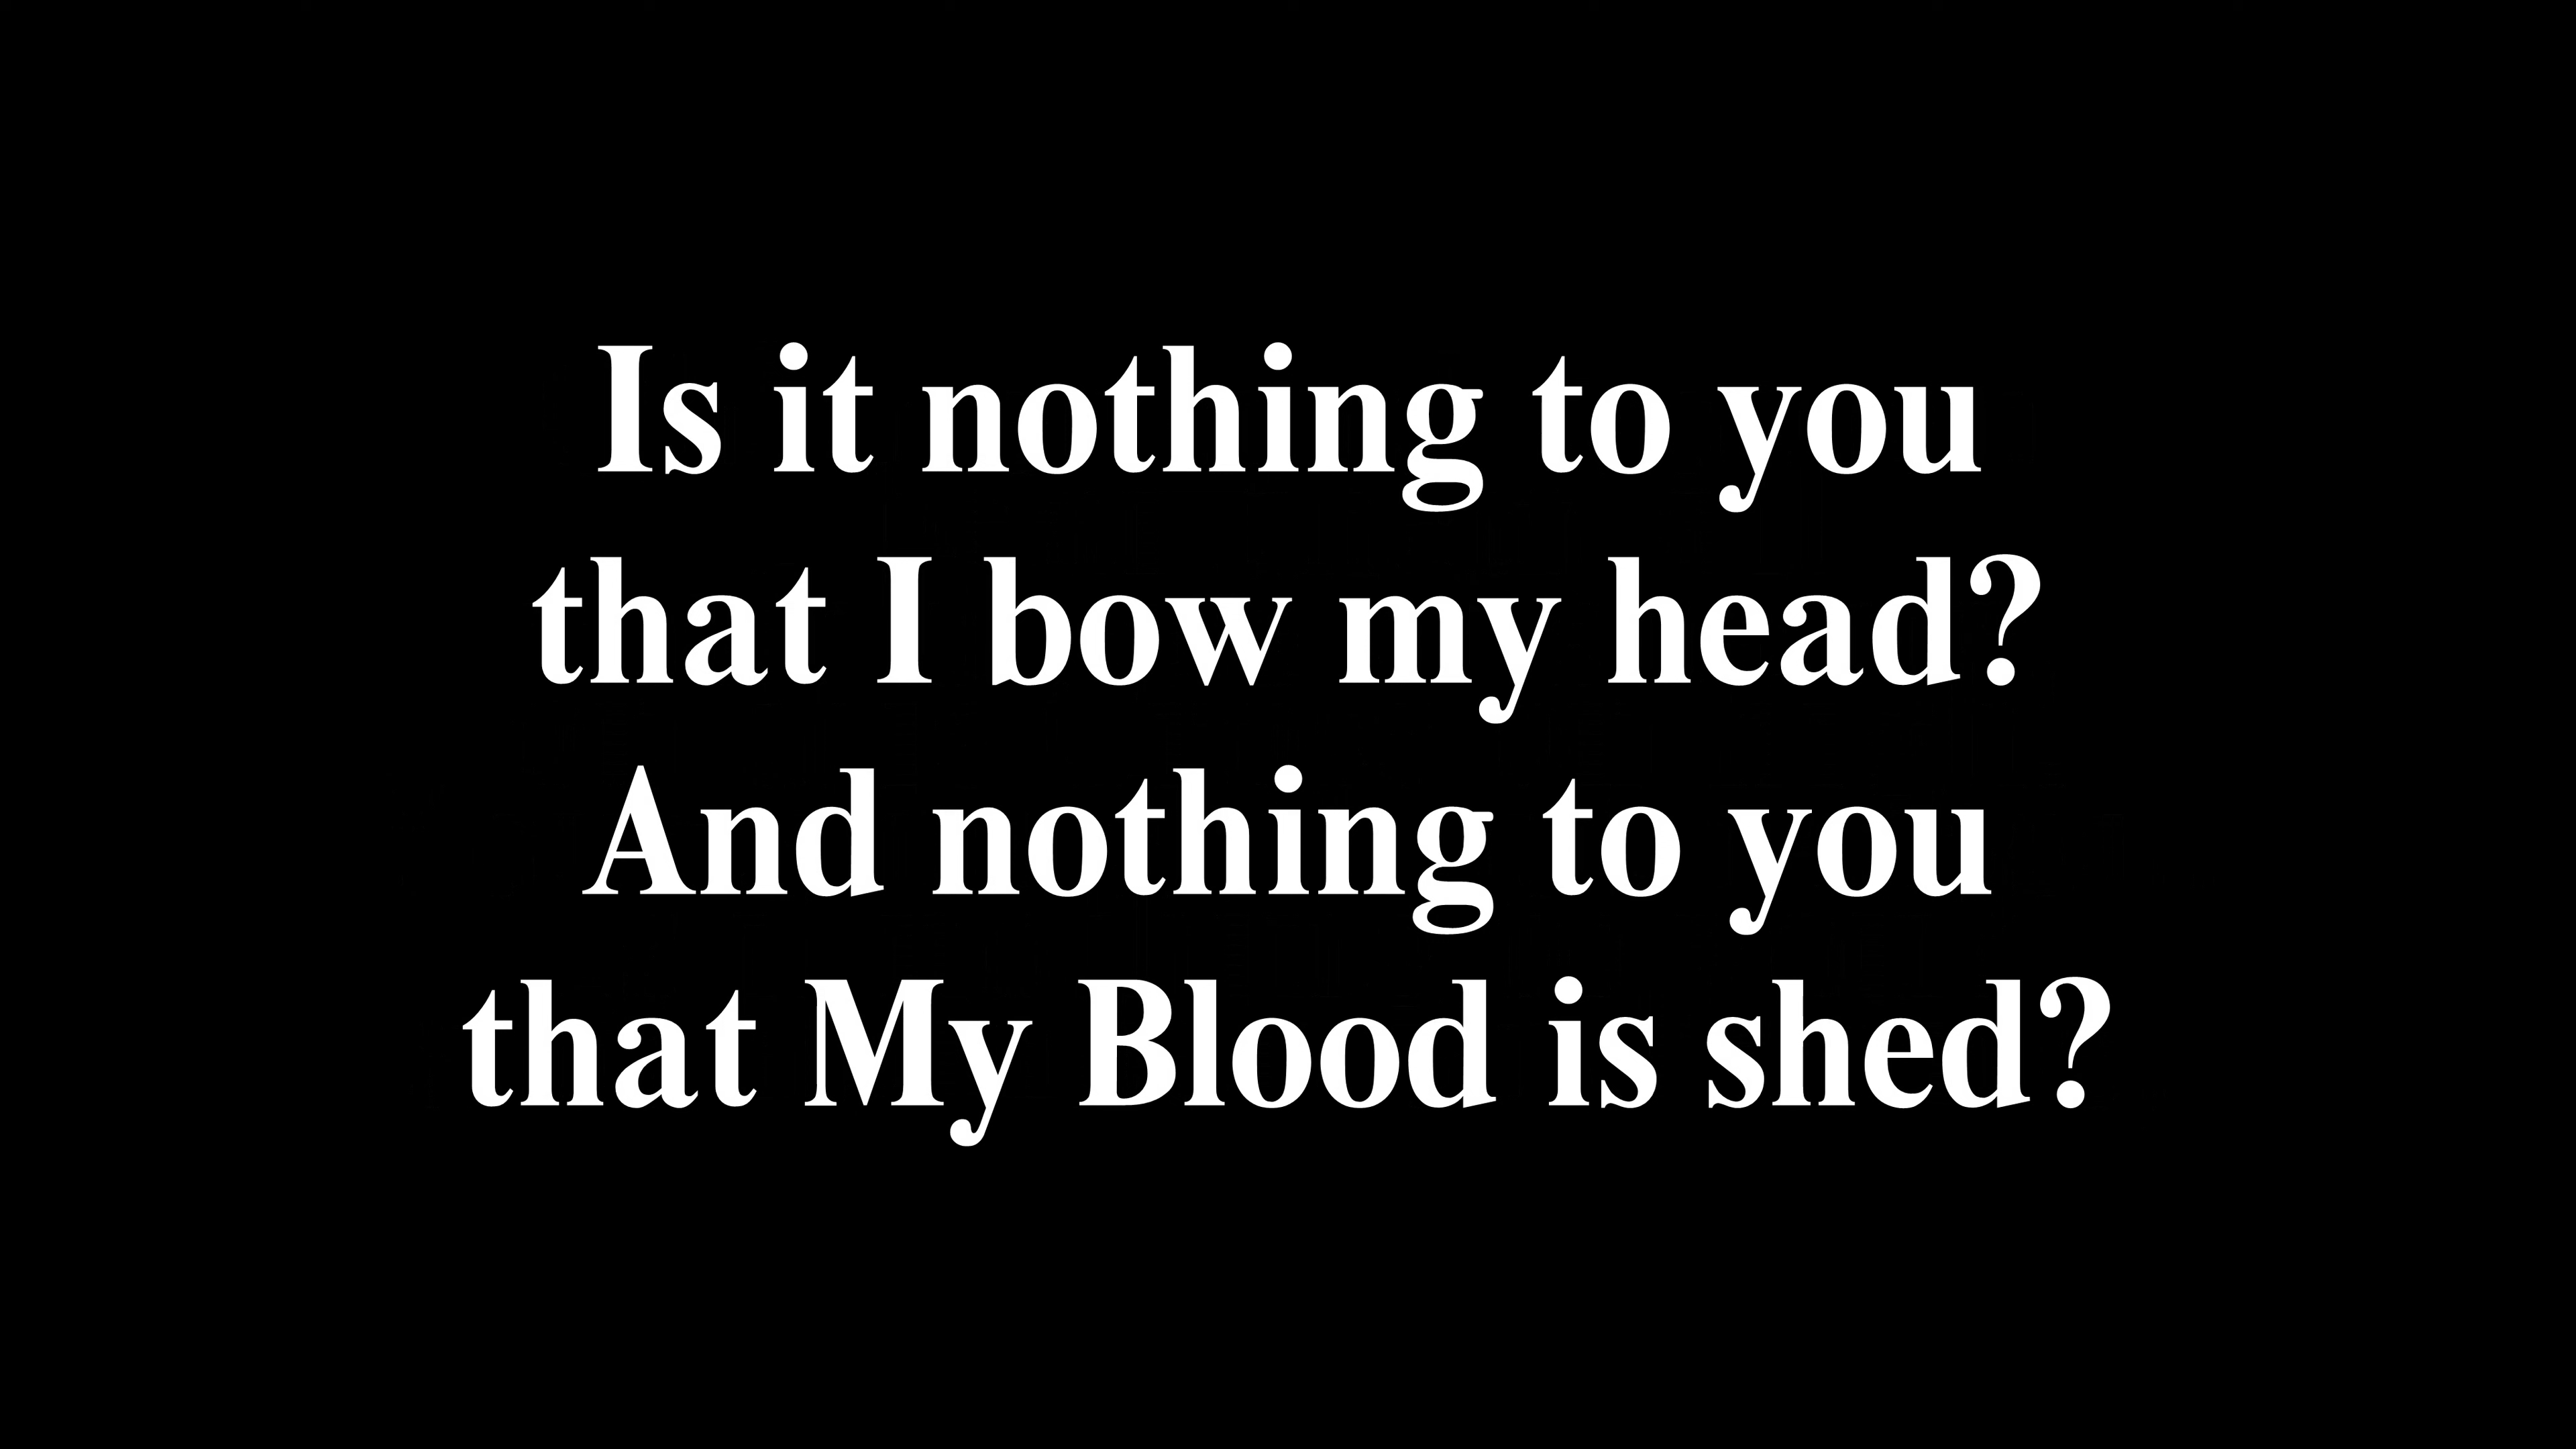 Is it nothing to you
that I bow my head?
And nothing to you
that My Blood is shed?